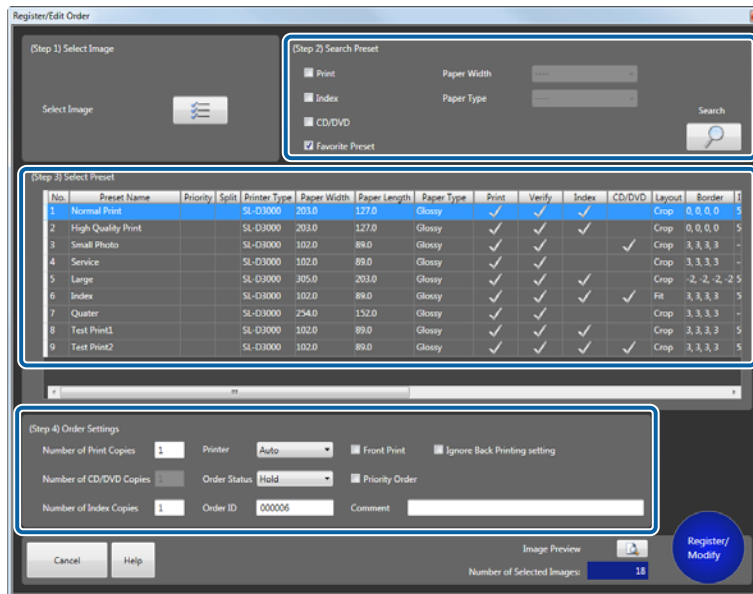 Register/Edit Order
(Step 1) Select Image
Select Image
(Step 2) Search Preset
Print Paper Width ----
Index Paper Type ----
CD/DVD
Favorite Preset
Search
(Step 3) Select Preset
No. Preset Name Priority Split Printer Type Paper Width Paper Length Paper Type Print Verify Index CD/DVD Layout Border I
1 Normal Print SL-D3000 203.0 127.0 Glossy ✓ ✓ ✓ Crop 0, 0, 0, 0 5
2 High Quality Print SL-D3000 203.0 127.0 Glossy ✓ ✓ ✓ Crop 0, 0, 0, 0 5
3 Small Photo SL-D3000 102.0 89.0 Glossy ✓ ✓ ✓ Crop 3, 3, 3, 3 -
4 Service SL-D3000 102.0 89.0 Glossy ✓ ✓ Crop 3, 3, 3, 3 -
5 Large SL-D3000 305.0 203.0 Glossy ✓ ✓ ✓ Crop -2, -2, -2, -2 5
6 Index SL-D3000 102.0 89.0 Glossy ✓ ✓ ✓ ✓ Fit 3, 3, 3, 3 5
7 Quater SL-D3000 254.0 152.0 Glossy ✓ ✓ Crop 3, 3, 3, 3 -
8 Test Print1 SL-D3000 102.0 89.0 Glossy ✓ ✓ ✓ Crop 3, 3, 3, 3 5
9 Test Print2 SL-D3000 102.0 89.0 Glossy ✓ ✓ ✓ ✓ Crop 3, 3, 3, 3 5
(Step 4) Order Settings
Number of Print Copies 1 Printer Auto Front Print Ignore Back Printing setting
Number of CD/DVD Copies 1 Order Status Hold Priority Order
Number of Index Copies 1 Order ID 000006 Comment
Cancel
Help
Image Preview
Number of Selected Images: 18
Register/
Modify